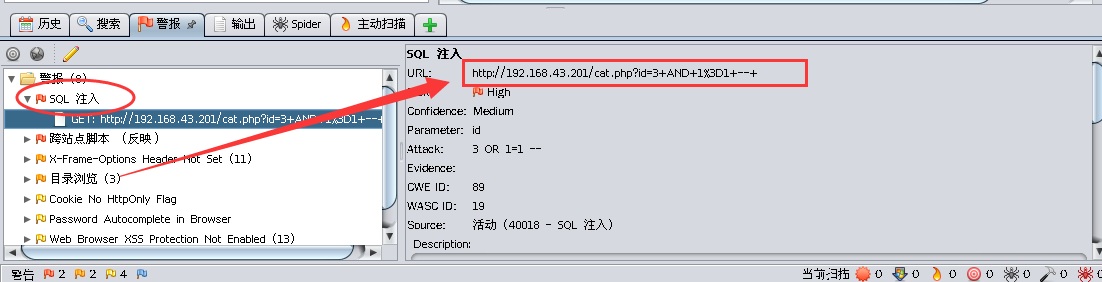 历史 搜索 警报 输出 Spider 主动扫描
警报 (8)
SQL 注入
GET: http://192.168.43.201/cat.php?id=3+AND+1%3D1+--+
跨站点脚本 （反映）
X-Frame-Options Header Not Set (11)
目录浏览 (3)
Cookie No HttpOnly Flag
Password Autocomplete in Browser
Web Browser XSS Protection Not Enabled (13)
SQL 注入
URL: http://192.168.43.201/cat.php?id=3+AND+1%3D1+--+
High
Confidence: Medium
Parameter: id
Attack: 3 OR 1=1 --
Evidence:
CWE ID: 89
WASC ID: 19
Source: 活动 (40018 - SQL 注入)
Description:
警告 2 2 4 当前扫描 0 0 0 0 0 0 0